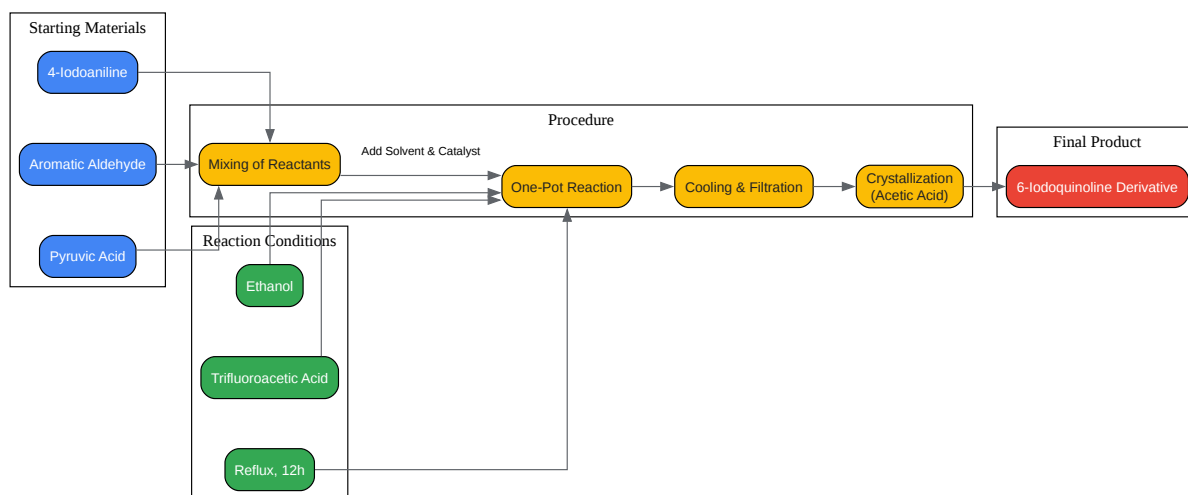 Starting Materials
4-Iodoaniline
Aromatic Aldehyde
Pyruvic Acid
Procedure
Mixing of Reactants
Add Solvent & Catalyst
One-Pot Reaction
Cooling & Filtration
Crystallization
(Acetic Acid)
Final Product
6-Iodoquinoline Derivative
Reaction Conditions
Ethanol
Trifluoroacetic Acid
Reflux, 12h